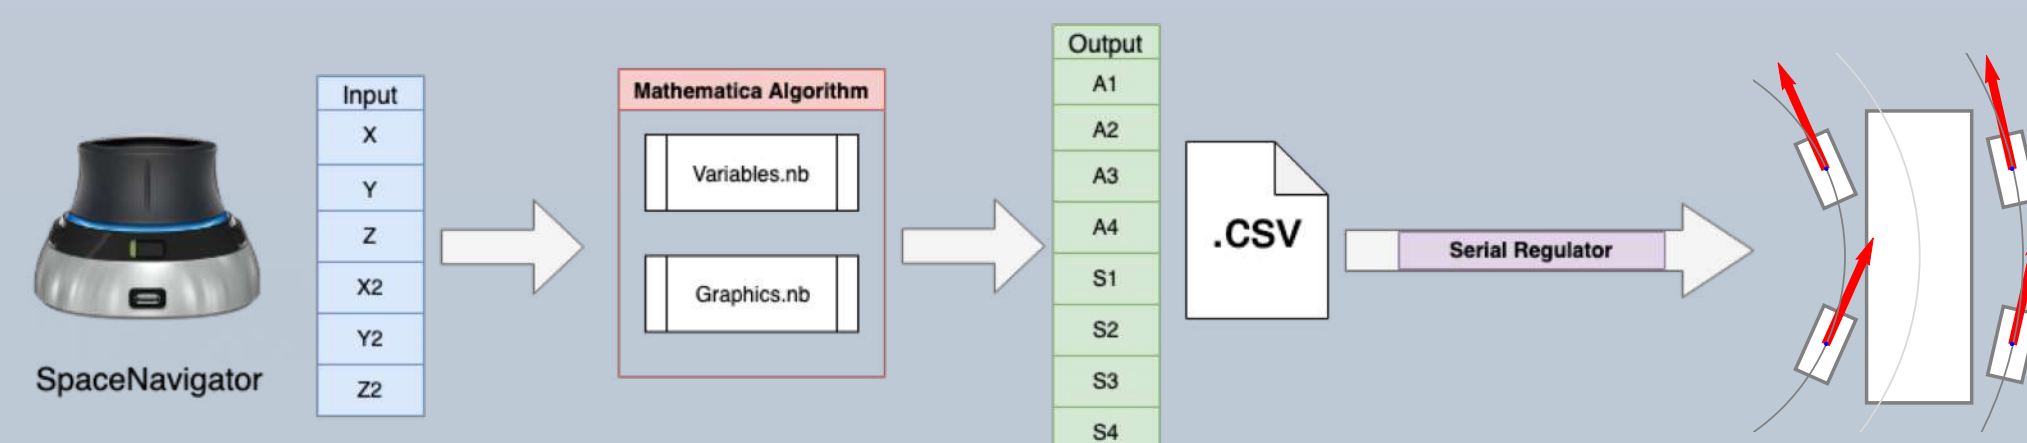 SpaceNavigator
Input
X
Y
Z
X2
Y2
Z2
Mathematica Algorithm
Variables.nb
Graphics.nb
Output
A1
A2
A3
A4
S1
S2
S3
S4
.CSV
Serial Regulator